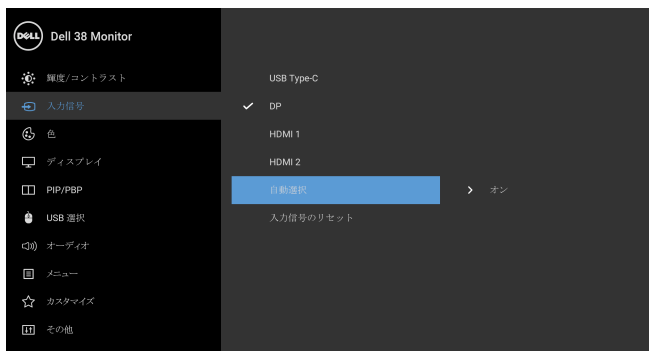 DELL Dell 38 Monitor
輝度/コントラスト
入力信号
色
ディスプレイ
PIP/PBP
USB 選択
オーディオ
メニュー
カスタマイズ
その他
USB Type-C
DP
HDMI 1
HDMI 2
自動選択 オン
入力信号のリセット